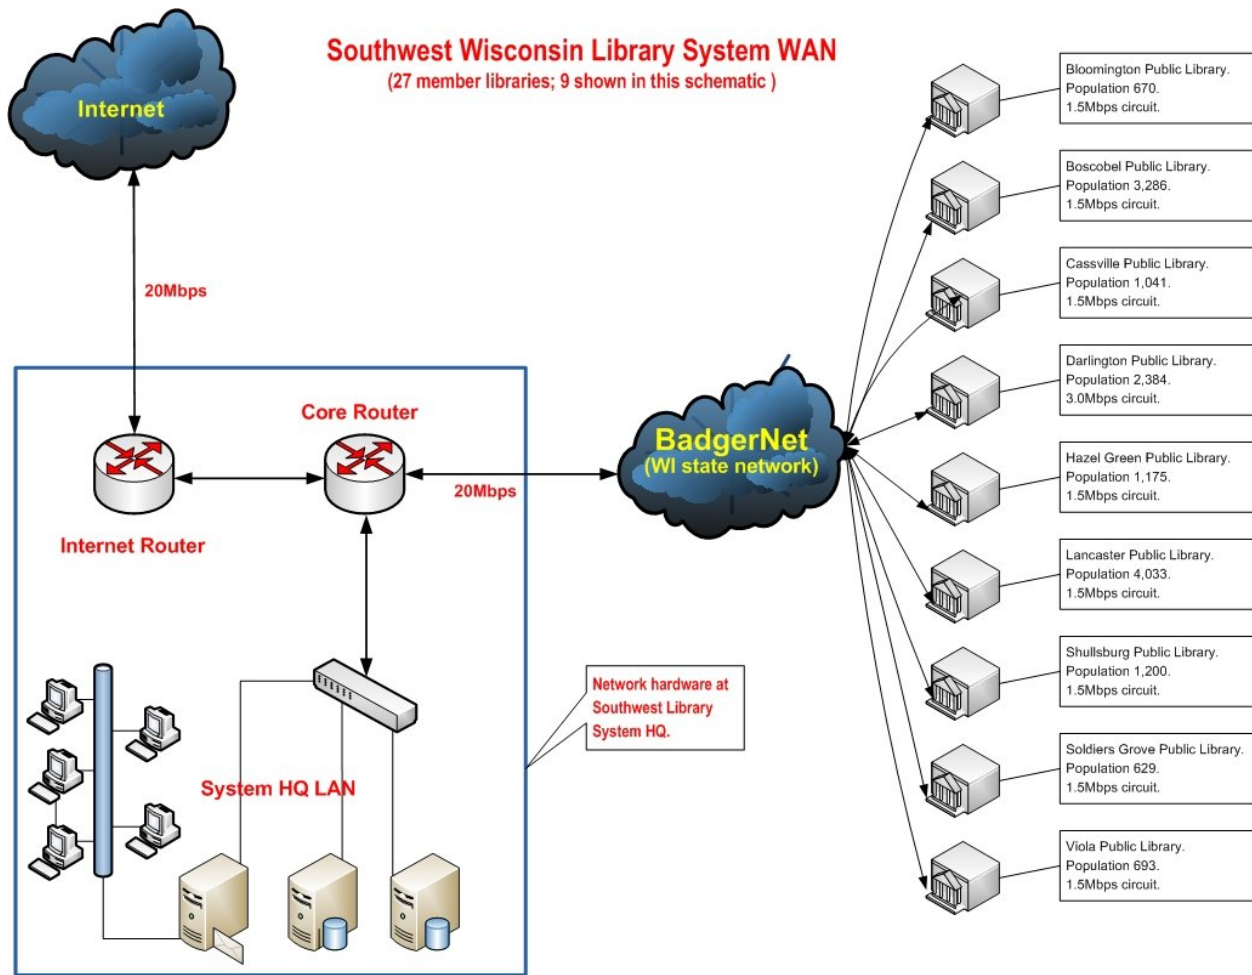 Southwest Wisconsin Library System WAN
(27 member libraries; 9 shown in this schematic )
Internet
20Mbps
Core Router
Internet Router
20Mbps
BadgerNet
(WI state network)
System HQ LAN
Network hardware at
Southwest Library
System HQ.
Bloomington Public Library.
Population 670.
1.5Mbps circuit.
Boscobel Public Library.
Population 3,286.
1.5Mbps circuit.
Cassville Public Library.
Population 1,041.
1.5Mbps circuit.
Darlington Public Library.
Population 2,384.
3.0Mbps circuit.
Hazel Green Public Library.
Population 1,175.
1.5Mbps circuit.
Lancaster Public Library.
Population 4,033.
1.5Mbps circuit.
Shullsburg Public Library.
Population 1,200.
1.5Mbps circuit.
Soldiers Grove Public Library.
Population 629.
1.5Mbps circuit.
Viola Public Library.
Population 693.
1.5Mbps circuit.